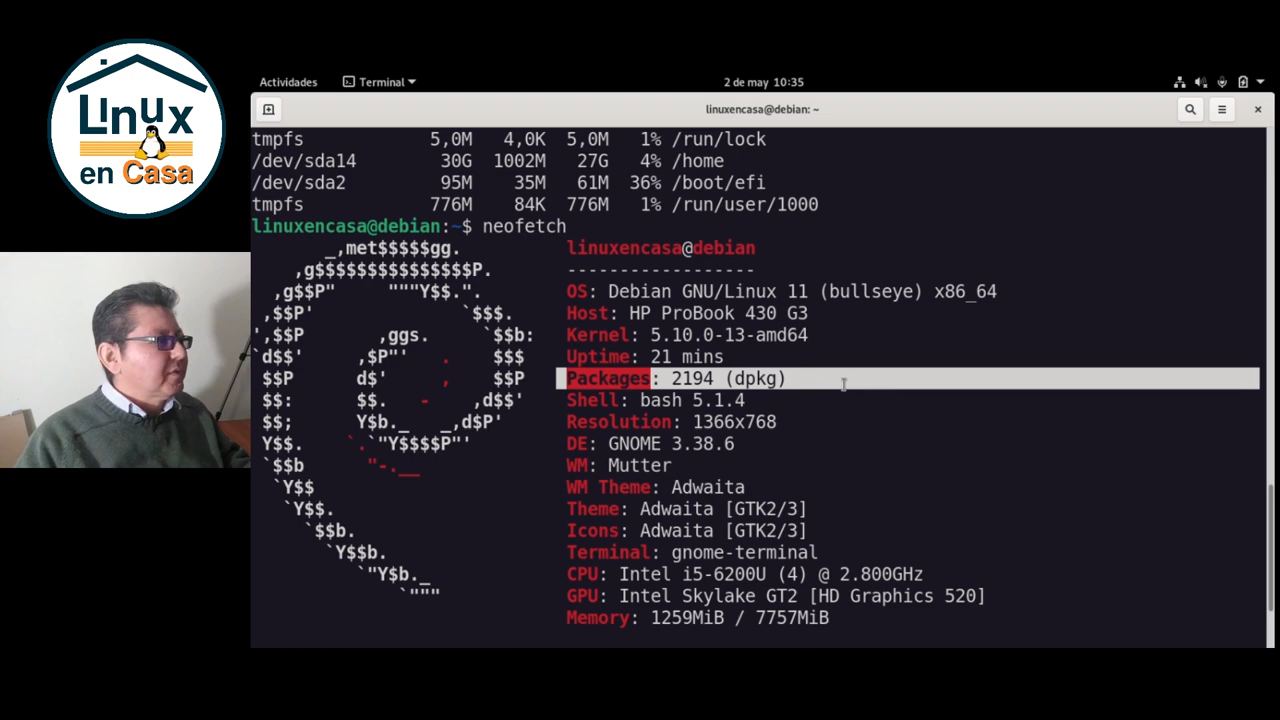 Linux
en Casa
Actividades Terminal 2 de may 10:35
linuxencasa@debian: ~
tmpfs 5,0M 4,0K 5,0M 1% /run/lock
/dev/sda14 30G 1002M 27G 4% /home
/dev/sda2 95M 35M 61M 36% /boot/efi
tmpfs 776M 84K 776M 1% /run/user/1000
linuxencasa@debian:~$ neofetch
_,met$$$$$gg. linuxencasa@debian
,g$$$$$$$$$$$$$$$P. ------------------
,g$$P" """Y$$.". OS: Debian GNU/Linux 11 (bullseye) x86_64
,$$P' `$$$. Host: HP ProBook 430 G3
',$$P ,ggs. `$$b: Kernel: 5.10.0-13-amd64
`d$$' ,$P"' . $$$ Uptime: 21 mins
$$P d$' , $$P Packages: 2194 (dpkg)
$$: $$. - ,d$$' Shell: bash 5.1.4
$$; Y$b._ _,d$P' Resolution: 1366x768
Y$$. `.`"Y$$$$P"' DE: GNOME 3.38.6
`$$b "-.__ WM: Mutter
`Y$$ WM Theme: Adwaita
`Y$$. Theme: Adwaita [GTK2/3]
`$$b. Icons: Adwaita [GTK2/3]
`Y$$b. Terminal: gnome-terminal
`"Y$b._ CPU: Intel i5-6200U (4) @ 2.800GHz
`""" GPU: Intel Skylake GT2 [HD Graphics 520]
Memory: 1259MiB / 7757MiB